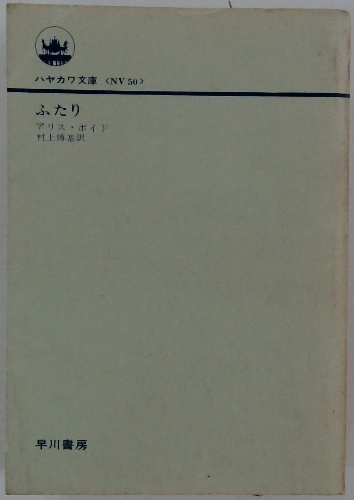 ハヤカワ文庫 〈NV 50〉
ふたり
アリス・ボイド
村上博基訳
早川書房